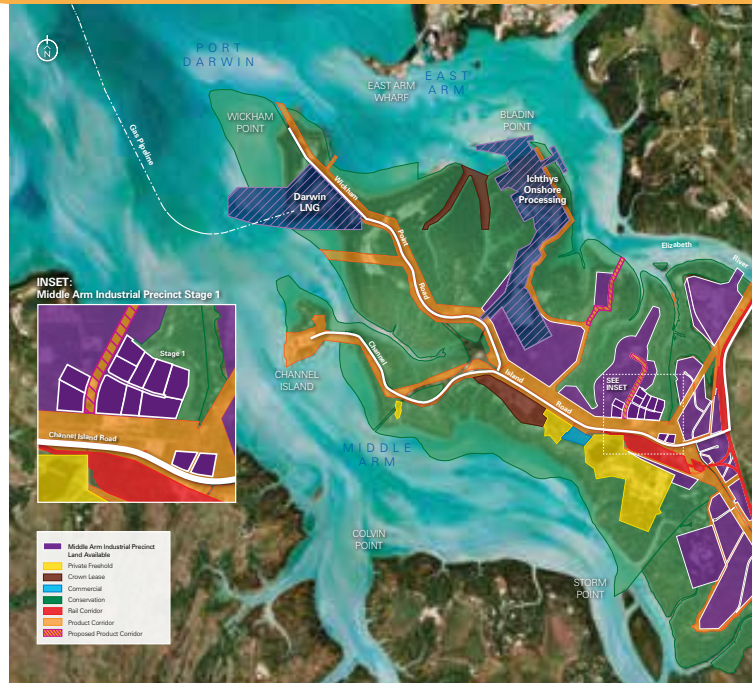 N
PORT
DARWIN
EAST
ARM
EAST ARM
WHARF
WICKHAM
POINT
BLADIN
POINT
Gas Pipeline
Ichthys
Onshore
Processing
Darwin
LNG
Wickham
Point
Road
Elizabeth
River
INSET:
Middle Arm Industrial Precinct Stage 1
Stage 1
Channel Island Road
CHANNEL
ISLAND
Channel
Island
Road
SEE
INSET
MIDDLE
ARM
COLVIN
POINT
STORM
POINT
Middle Arm Industrial Precinct
Land Available
Private Freehold
Crown Lease
Commercial
Conservation
Rail Corridor
Product Corridor
Proposed Product Corridor